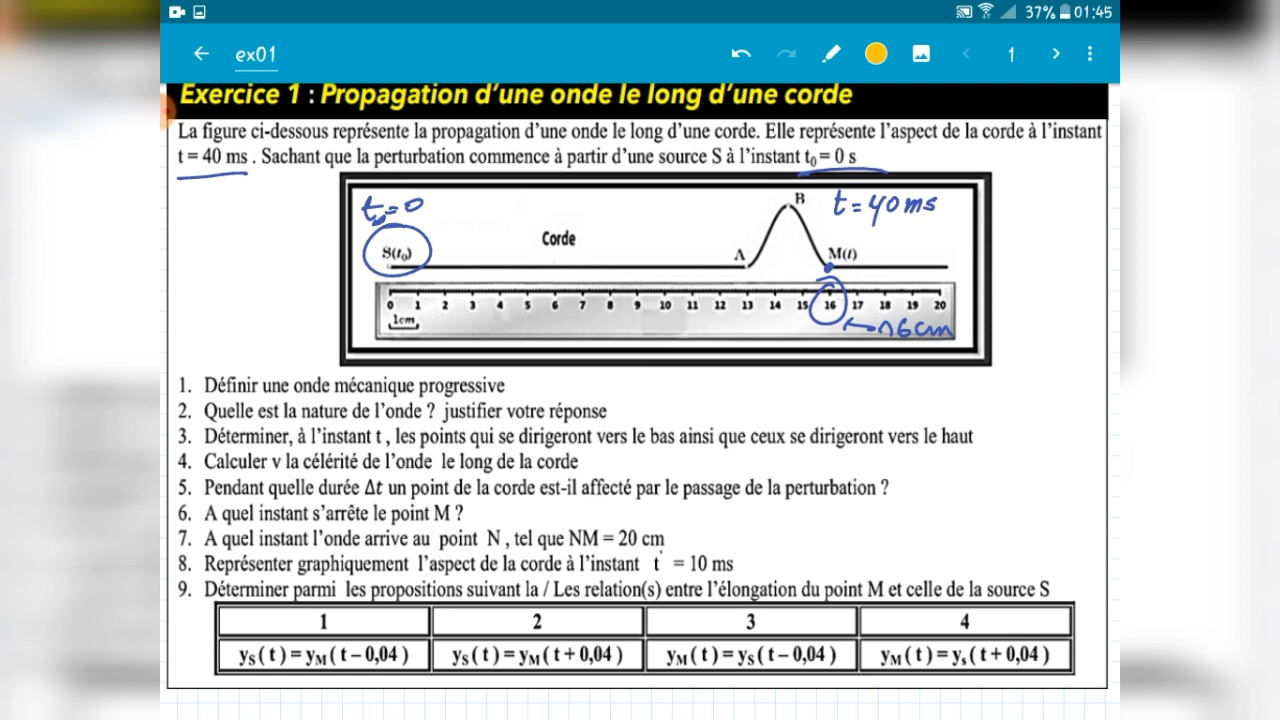 37% 01:45
ex01
1
Exercice 1 : Propagation d'une onde le long d'une corde
La figure ci-dessous représente la propagation d'une onde le long d'une corde. Elle représente l'aspect de la corde à l'instant
t = 40 ms . Sachant que la perturbation commence à partir d'une source S à l'instant t₀ = 0 s
t₀=0
B
t=40ms
Corde
S(t₀)
A
M(t)
0 1 2 3 4 5 6 7 8 9 10 11 12 13 14 15 16 17 18 19 20
1cm
16cm
1. Définir une onde mécanique progressive
2. Quelle est la nature de l'onde ? justifier votre réponse
3. Déterminer, à l'instant t , les points qui se dirigeront vers le bas ainsi que ceux se dirigeront vers le haut
4. Calculer v la célérité de l'onde le long de la corde
5. Pendant quelle durée Δt un point de la corde est-il affecté par le passage de la perturbation ?
6. A quel instant s'arrête le point M ?
7. A quel instant l'onde arrive au point N , tel que NM = 20 cm
8. Représenter graphiquement l'aspect de la corde à l'instant t' = 10 ms
9. Déterminer parmi les propositions suivant la / Les relation(s) entre l'élongation du point M et celle de la source S
1 2 3 4
y_S ( t ) = y_M ( t – 0,04 ) y_S ( t ) = y_M ( t + 0,04 ) y_M ( t ) = y_S ( t – 0,04 ) y_M ( t ) = y_s ( t + 0,04 )